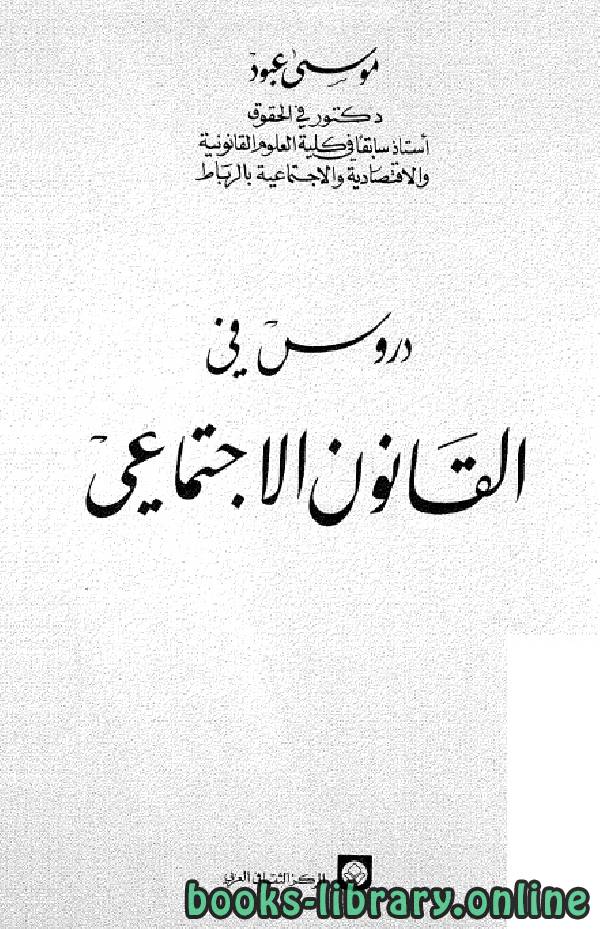 موسى عبود
دكتور في الحقوق
أستاذ سابقا في كلية العلوم القانونية
والاقتصادية والاجتماعية بالرباط
دروس في
القانون الاجتماعي
المركز الثقافي العربي
books-library.online